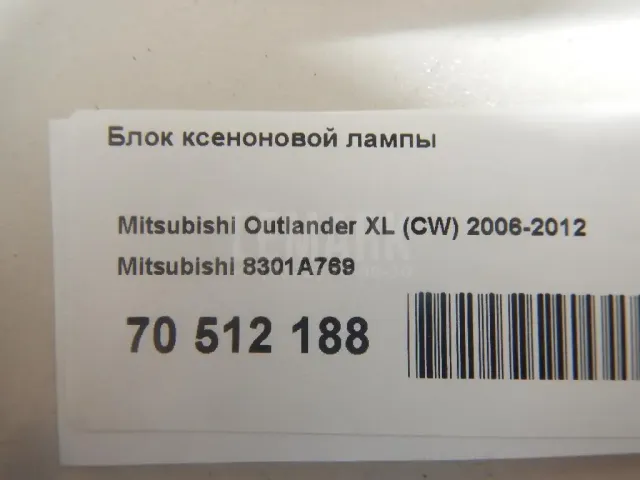 Блок ксеноновой лампы
Mitsubishi Outlander XL (CW) 2006-2012
Mitsubishi 8301A769
70 512 188